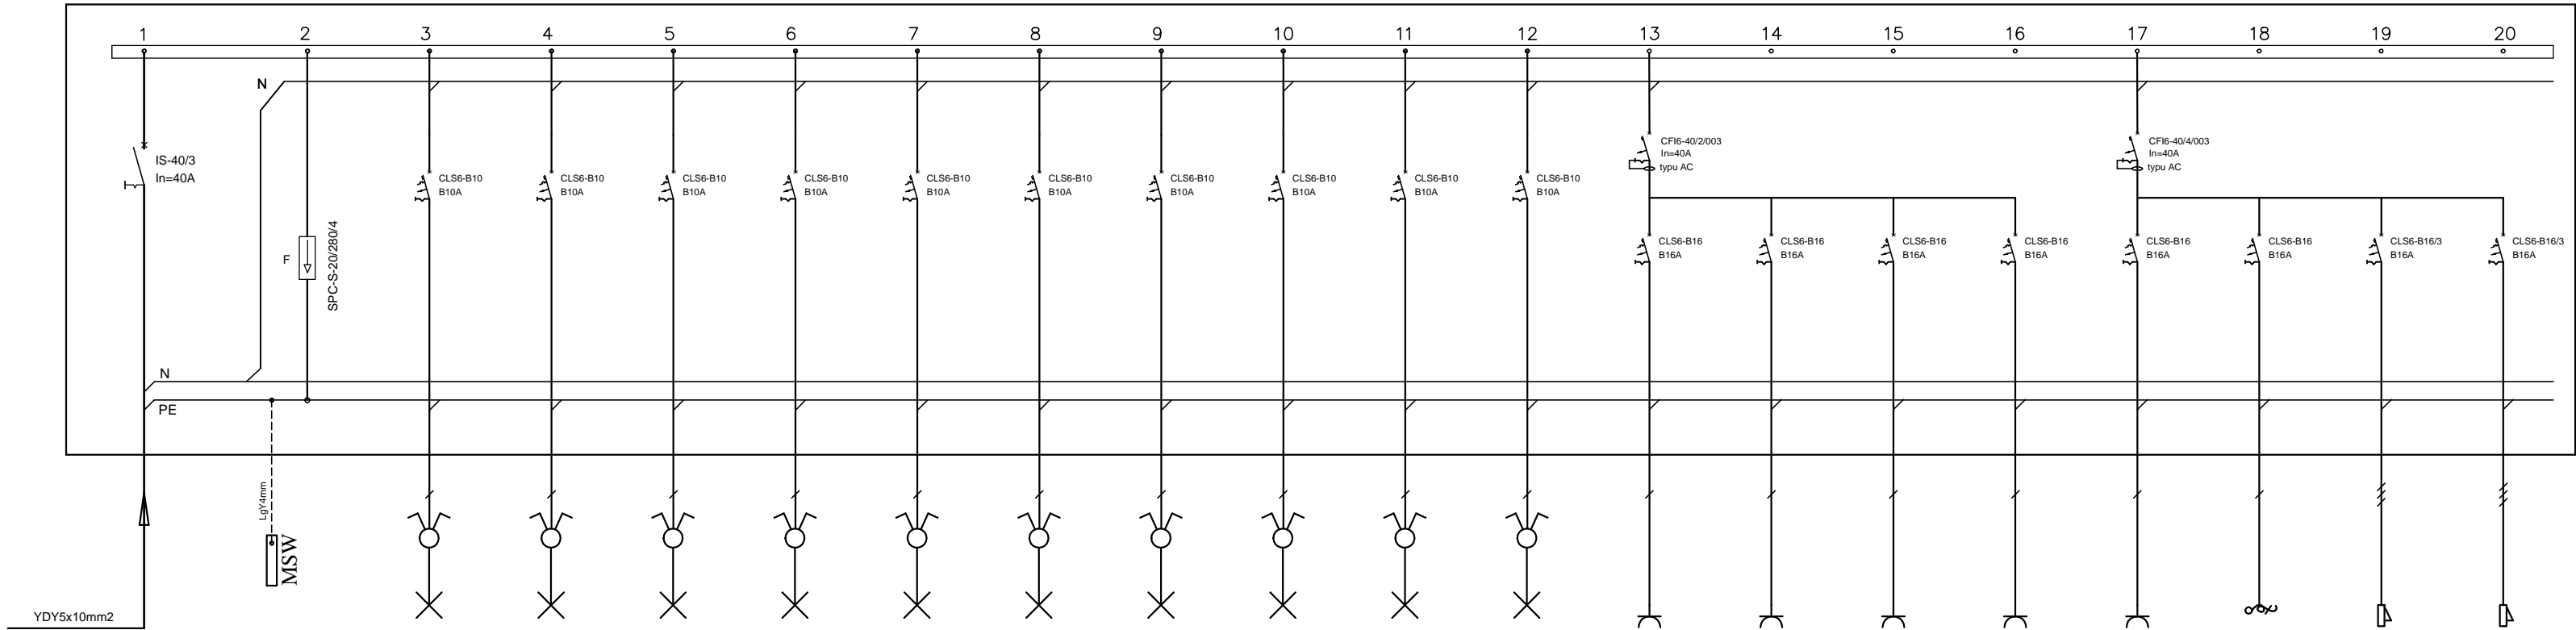 1 2 3 4 5 6 7 8 9 10 11 12 13 14 15 16 17 18 19 20
N
IS-40/3
In=40A
F
SPC-S-20/280/4
CLS6-B10
B10A
CLS6-B10
B10A
CLS6-B10
B10A
CLS6-B10
B10A
CLS6-B10
B10A
CLS6-B10
B10A
CLS6-B10
B10A
CLS6-B10
B10A
CLS6-B10
B10A
CLS6-B10
B10A
CFI6-40/2/003
In=40A
typu AC
CFI6-40/4/003
In=40A
typu AC
CLS6-B16
B16A
CLS6-B16
B16A
CLS6-B16
B16A
CLS6-B16
B16A
CLS6-B16
B16A
CLS6-B16
B16A
CLS6-B16/3
B16A
CLS6-B16/3
B16A
N
PE
LgY4mm
MSW
YDY5x10mm2